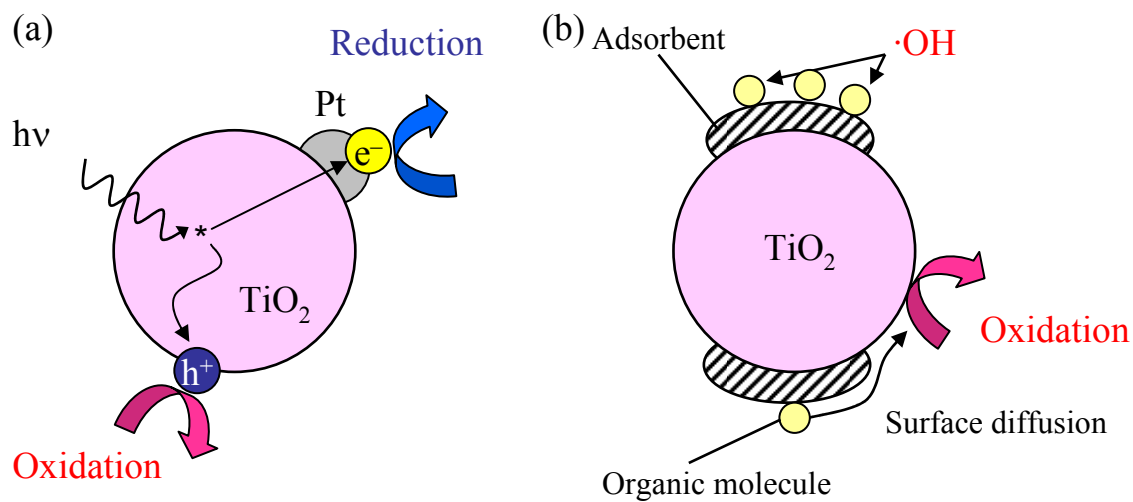 (a)
Reduction
Pt
hν
e⁻
*
TiO₂
h⁺
Oxidation
(b)
Adsorbent
·OH
TiO₂
Oxidation
Surface diffusion
Organic molecule